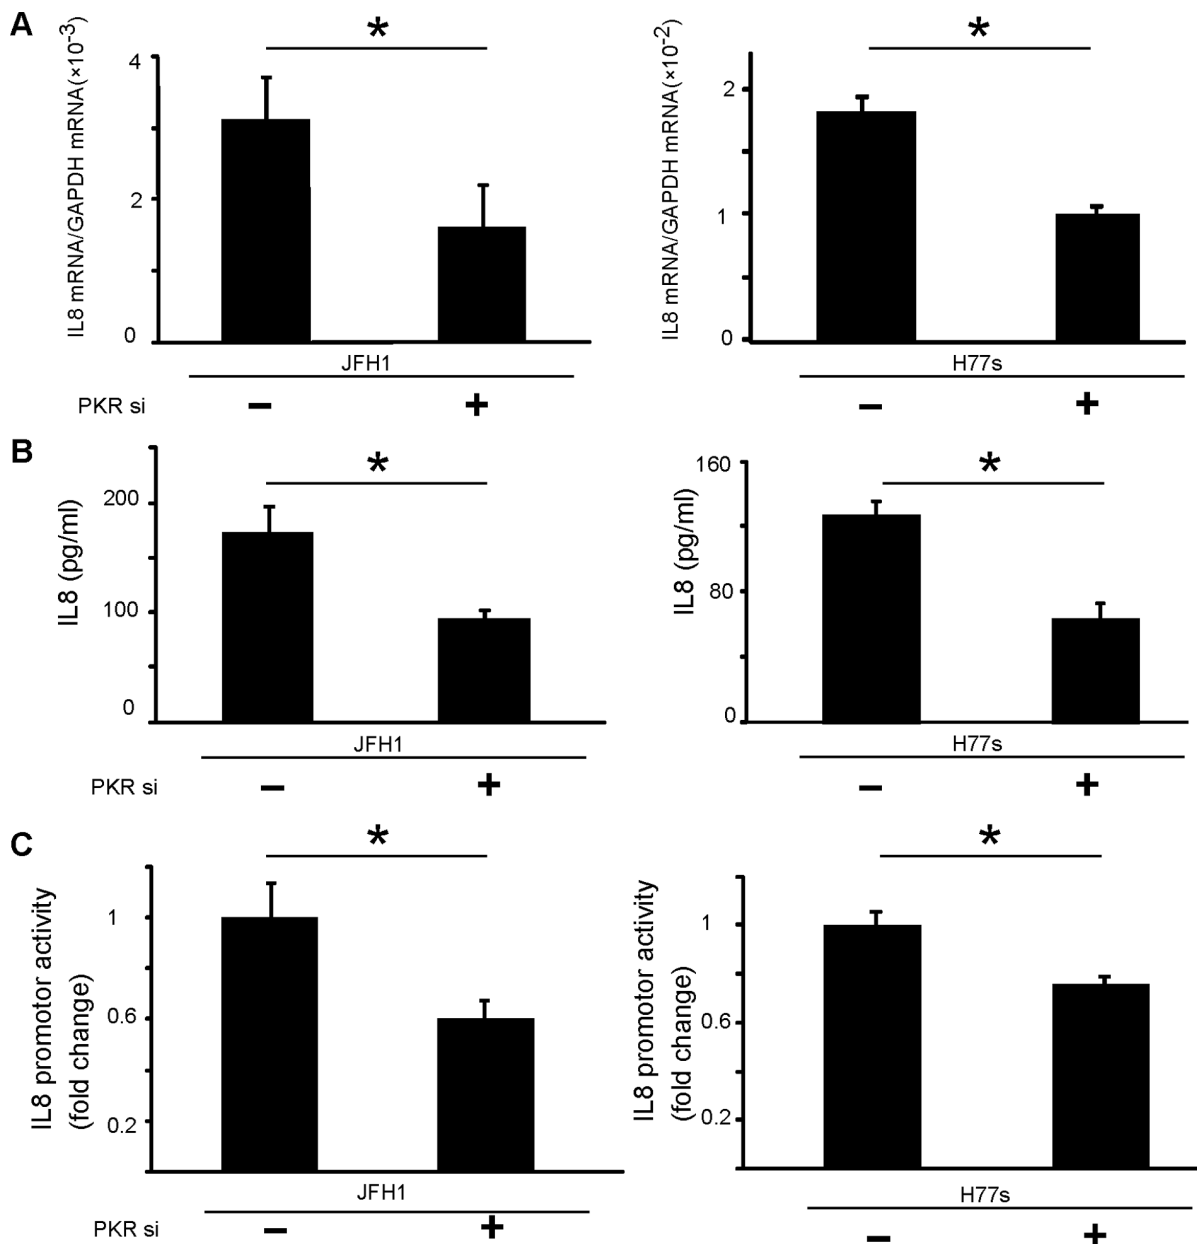 A
IL8 mRNA/GAPDH mRNA(×10-3)
4
2
0
*
JFH1
PKR si − +
IL8 mRNA/GAPDH mRNA(×10-2)
2
1
0
*
H77s
− +
B
IL8 (pg/ml)
200
100
0
*
JFH1
PKR si − +
IL8 (pg/ml)
160
80
0
*
H77s
− +
C
IL8 promotor activity
(fold change)
1
0.6
0.2
*
JFH1
PKR si − +
IL8 promotor activity
(fold change)
1
0.6
0.2
*
H77s
− +